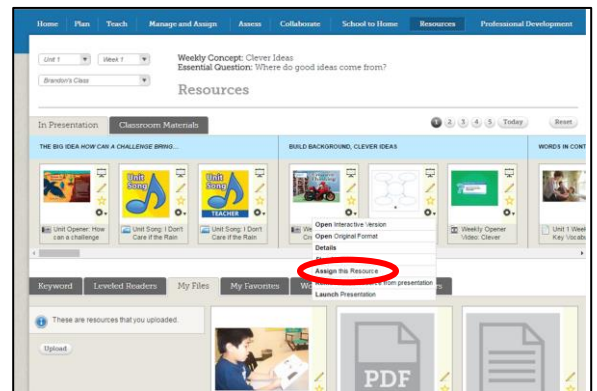 Home Plan Teach Manage and Assign Assess Collaborate School to Home Resources Professional Development
Unit 1 Week 1
Brandon's Class
Weekly Concept: Clever Ideas
Essential Question: Where do good ideas come from?
Resources
In Presentation Classroom Materials 1 2 3 4 5 Today Reset
THE BIG IDEA HOW CAN A CHALLENGE BRING... BUILD BACKGROUND, CLEVER IDEAS WORDS IN CONT
Unit Song
Unit Song
TEACHER
Unit Opener: How can a challenge
Unit Song: I Don't Care if the Rain
Unit Song: I Don't Care if the Rain
Weekly Opener Video: Clever
Unit 1 Week Key Vocabu
Open Interactive Version
Open Original Format
Details
Assign this Resource
from presentation
Launch Presentation
Keyword Leveled Readers My Files My Favorites
These are resources that you uploaded.
Upload
PDF